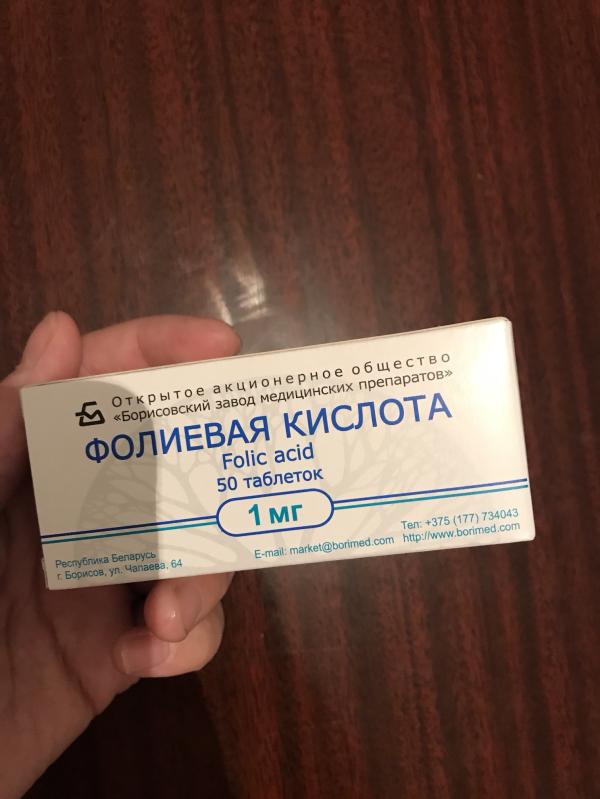 Открытое акционерное общество
«Борисовский завод медицинских препаратов»
ФОЛИЕВАЯ КИСЛОТА
Folic acid
50 таблеток
1 мг
Республика Беларусь
г. Борисов, ул. Чапаева, 64
E-mail: market@borimed.com
Тел: +375 (177) 734043
http://www.borimed.com